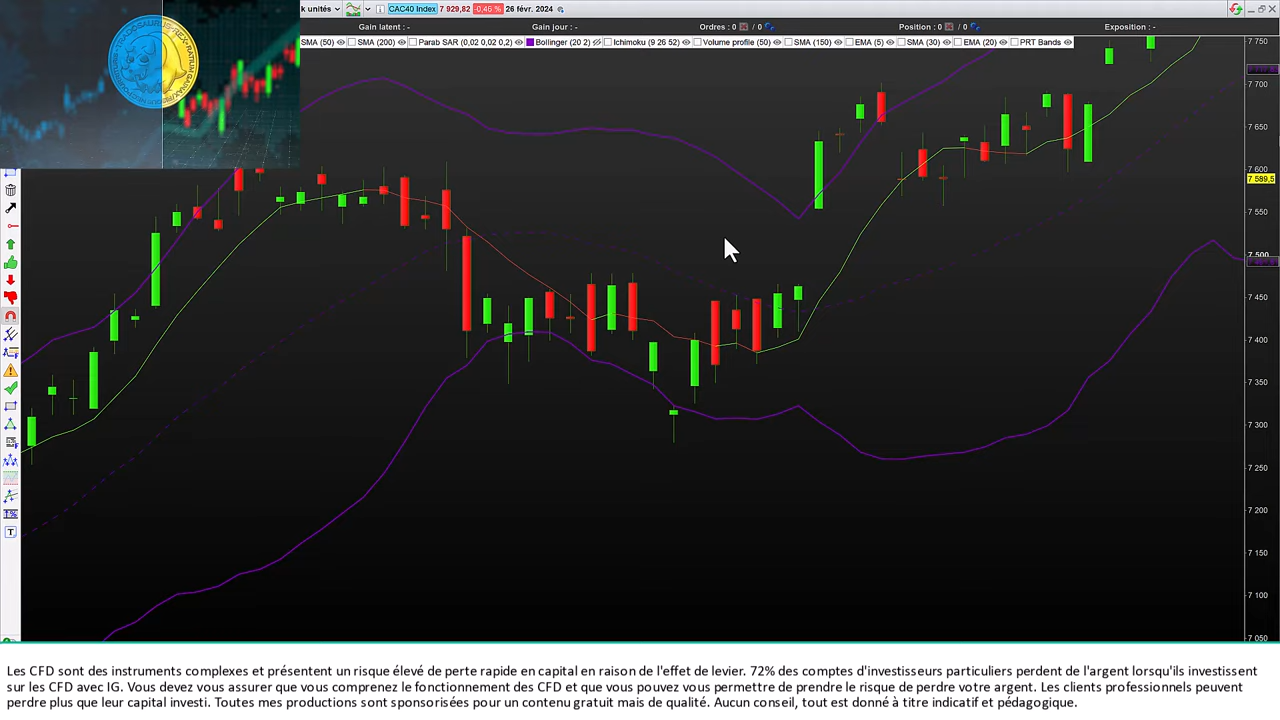 k unités CAC40 Index 7 929,82 -0,46 % 26 févr. 2024
Gain latent : - Gain jour : - Ordres : 0 / 0 Position : 0 / 0 Exposition : -
SMA (50) SMA (200) Parab SAR (0,02 0,02 0,2) Bollinger (20 2) Ichimoku (9 26 52) Volume profile (50) SMA (150) EMA (5) SMA (30) EMA (20) PRT Bands
7 750
7 700
7 650
7 600
7 589,5
7 550
7 500
7 450
7 400
7 350
7 300
7 250
7 200
7 150
7 100
7 050
Les CFD sont des instruments complexes et présentent un risque élevé de perte rapide en capital en raison de l'effet de levier. 72% des comptes d'investisseurs particuliers perdent de l'argent lorsqu'ils investissent
sur les CFD avec IG. Vous devez vous assurer que vous comprenez le fonctionnement des CFD et que vous pouvez vous permettre de prendre le risque de perdre votre argent. Les clients professionnels peuvent
perdre plus que leur capital investi. Toutes mes productions sont sponsorisées pour un contenu gratuit mais de qualité. Aucun conseil, tout est donné à titre indicatif et pédagogique.